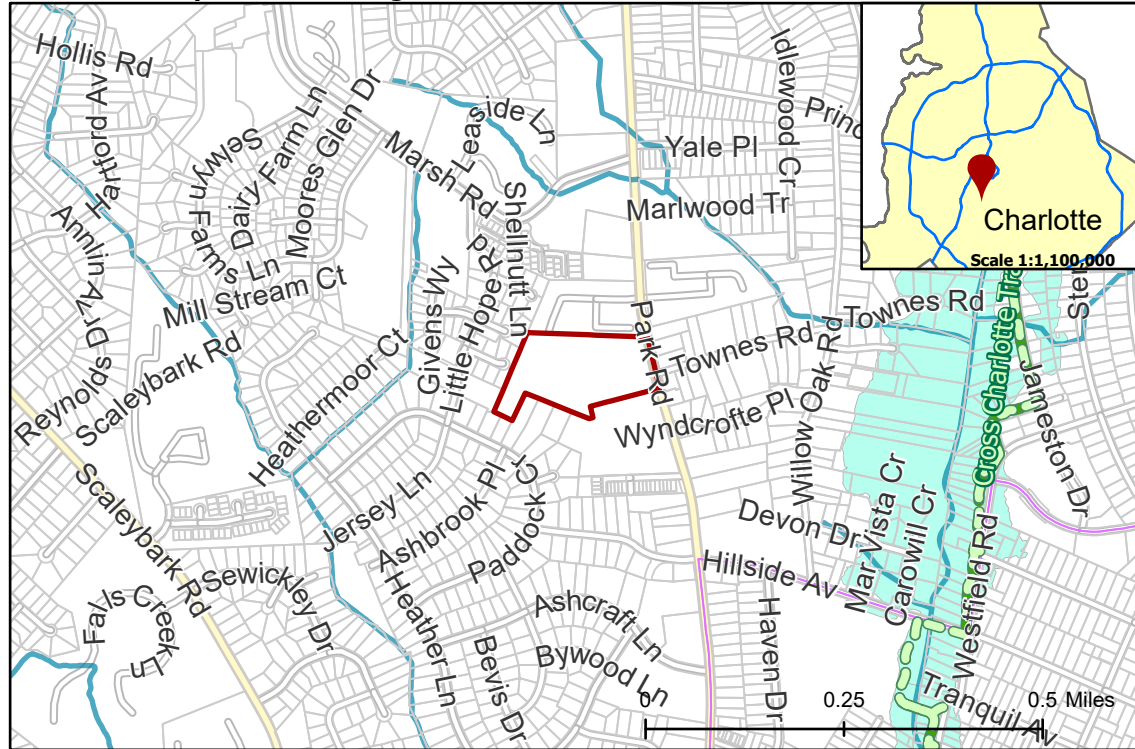 Hollis Rd
Hartford Av
Selwyn Farms Ln
Dairy Farm Ln
Moores Glen Dr
Leaside Ln
Marsh Rd
Shellnutt Ln
Idlewood Cr
Princ
Yale Pl
Marlwood Tr
Charlotte
Scale 1:1,100,000
Anninu Av
Reynolds Dr
Mill Stream Ct
Scaleybark Rd
Heathermoor Ct
Givens Wy
Little Hope Rd
Park Rd
Townes Rd
Townes Rd
Willow Oak Rd
Wyndcrofte Pl
Cross Charlotte Tra
Ster
Jameston Dr
Scaleybark Rd
Jersey Ln
Ashbrook Pl
Paddock Cr
Devon Dr
Mar Vista Cr
Carowill Cr
Westfield Rd
Hillside Av
Sewickley Dr
Falls Creek Ln
Heather Ln
Bevis Dr
Ashcraft Ln
Bywood Ln
Haven Dr
Tranquil Av
0 0.25 0.5 Miles